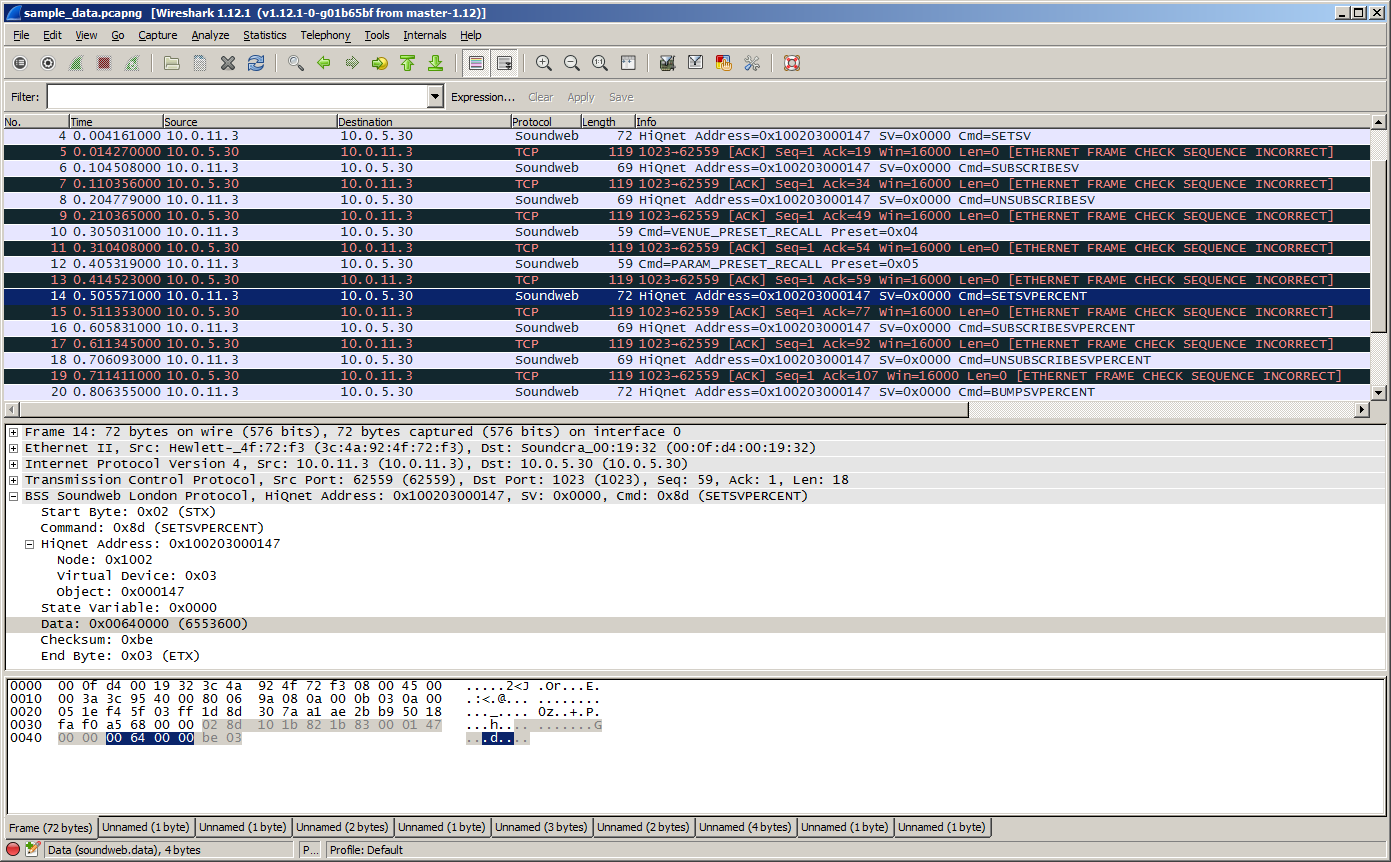 sample_data.pcapng [Wireshark 1.12.1 (v1.12.1-0-g01b65bf from master-1.12)]
File Edit View Go Capture Analyze Statistics Telephony Tools Internals Help
Filter: Expression... Clear Apply Save
No. Time Source Destination Protocol Length Info
4 0.004161000 10.0.11.3 10.0.5.30 Soundweb 72 HiQnet Address=0x100203000147 SV=0x0000 Cmd=SETSV
5 0.014270000 10.0.5.30 10.0.11.3 TCP 119 1023→62559 [ACK] Seq=1 Ack=19 Win=16000 Len=0 [ETHERNET FRAME CHECK SEQUENCE INCORRECT]
6 0.104508000 10.0.11.3 10.0.5.30 Soundweb 69 HiQnet Address=0x100203000147 SV=0x0000 Cmd=SUBSCRIBESV
7 0.110356000 10.0.5.30 10.0.11.3 TCP 119 1023→62559 [ACK] Seq=1 Ack=34 Win=16000 Len=0 [ETHERNET FRAME CHECK SEQUENCE INCORRECT]
8 0.204779000 10.0.11.3 10.0.5.30 Soundweb 69 HiQnet Address=0x100203000147 SV=0x0000 Cmd=UNSUBSCRIBESV
9 0.210365000 10.0.5.30 10.0.11.3 TCP 119 1023→62559 [ACK] Seq=1 Ack=49 Win=16000 Len=0 [ETHERNET FRAME CHECK SEQUENCE INCORRECT]
10 0.305031000 10.0.11.3 10.0.5.30 Soundweb 59 Cmd=VENUE_PRESET_RECALL Preset=0x04
11 0.310408000 10.0.5.30 10.0.11.3 TCP 119 1023→62559 [ACK] Seq=1 Ack=54 Win=16000 Len=0 [ETHERNET FRAME CHECK SEQUENCE INCORRECT]
12 0.405319000 10.0.11.3 10.0.5.30 Soundweb 59 Cmd=PARAM_PRESET_RECALL Preset=0x05
13 0.414523000 10.0.5.30 10.0.11.3 TCP 119 1023→62559 [ACK] Seq=1 Ack=59 Win=16000 Len=0 [ETHERNET FRAME CHECK SEQUENCE INCORRECT]
14 0.505571000 10.0.11.3 10.0.5.30 Soundweb 72 HiQnet Address=0x100203000147 SV=0x0000 Cmd=SETSVPERCENT
15 0.511353000 10.0.5.30 10.0.11.3 TCP 119 1023→62559 [ACK] Seq=1 Ack=77 Win=16000 Len=0 [ETHERNET FRAME CHECK SEQUENCE INCORRECT]
16 0.605831000 10.0.11.3 10.0.5.30 Soundweb 69 HiQnet Address=0x100203000147 SV=0x0000 Cmd=SUBSCRIBESVPERCENT
17 0.611345000 10.0.5.30 10.0.11.3 TCP 119 1023→62559 [ACK] Seq=1 Ack=92 Win=16000 Len=0 [ETHERNET FRAME CHECK SEQUENCE INCORRECT]
18 0.706093000 10.0.11.3 10.0.5.30 Soundweb 69 HiQnet Address=0x100203000147 SV=0x0000 Cmd=UNSUBSCRIBESVPERCENT
19 0.711411000 10.0.5.30 10.0.11.3 TCP 119 1023→62559 [ACK] Seq=1 Ack=107 Win=16000 Len=0 [ETHERNET FRAME CHECK SEQUENCE INCORRECT]
20 0.806355000 10.0.11.3 10.0.5.30 Soundweb 72 HiQnet Address=0x100203000147 SV=0x0000 Cmd=BUMPSVPERCENT
Frame 14: 72 bytes on wire (576 bits), 72 bytes captured (576 bits) on interface 0
Ethernet II, Src: Hewlett-_4f:72:f3 (3c:4a:92:4f:72:f3), Dst: Soundcra_00:19:32 (00:0f:d4:00:19:32)
Internet Protocol Version 4, Src: 10.0.11.3 (10.0.11.3), Dst: 10.0.5.30 (10.0.5.30)
Transmission Control Protocol, Src Port: 62559 (62559), Dst Port: 1023 (1023), Seq: 59, Ack: 1, Len: 18
BSS Soundweb London Protocol, HiQnet Address: 0x100203000147, SV: 0x0000, Cmd: 0x8d (SETSVPERCENT)
Start Byte: 0x02 (STX)
Command: 0x8d (SETSVPERCENT)
HiQnet Address: 0x100203000147
Node: 0x1002
Virtual Device: 0x03
Object: 0x000147
State Variable: 0x0000
Data: 0x00640000 (6553600)
Checksum: 0xbe
End Byte: 0x03 (ETX)
0000 00 0f d4 00 19 32 3c 4a 92 4f 72 f3 08 00 45 00 .....2<J .Or...E.
0010 00 3a 3c 95 40 00 80 06 9a 08 0a 00 0b 03 0a 00 .:<.@... ........
0020 05 1e f4 5f 03 ff 1d 8d 30 7a a1 ae 2b b9 50 18 ..._.... 0z..+.P.
0030 fa f0 a5 68 00 00 02 8d 10 1b 82 1b 83 00 01 47 ...h.... .......G
0040 00 00 00 64 00 00 be 03 ...d....
Frame (72 bytes) Unnamed (1 byte) Unnamed (1 byte) Unnamed (2 bytes) Unnamed (1 byte) Unnamed (3 bytes) Unnamed (2 bytes) Unnamed (4 bytes) Unnamed (1 byte) Unnamed (1 byte)
Data (soundweb.data), 4 bytes P... Profile: Default